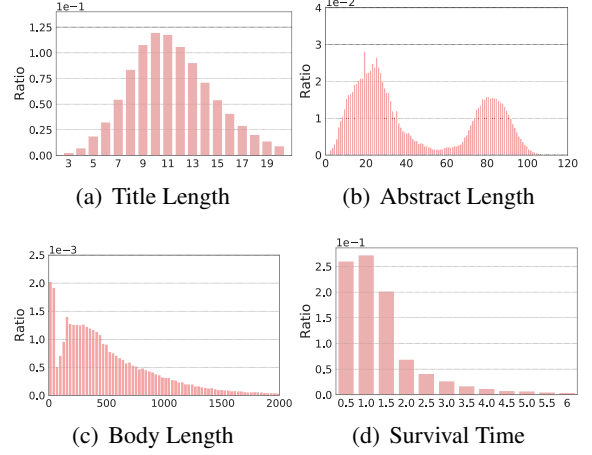 1e−1
1.25
1.00
0.75
0.50
0.25
0.00
Ratio
3 5 7 9 11 13 15 17 19
(a) Title Length
1e−2
4
3
2
1
0
Ratio
0 20 40 60 80 100 120
(b) Abstract Length
1e−3
2.5
2.0
1.5
1.0
0.5
0.0
Ratio
0 500 1000 1500 2000
(c) Body Length
1e−1
2.5
2.0
1.5
1.0
0.5
0.0
Ratio
0.5 1.0 1.5 2.0 2.5 3.0 3.5 4.0 4.5 5.0 5.5 6
(d) Survival Time